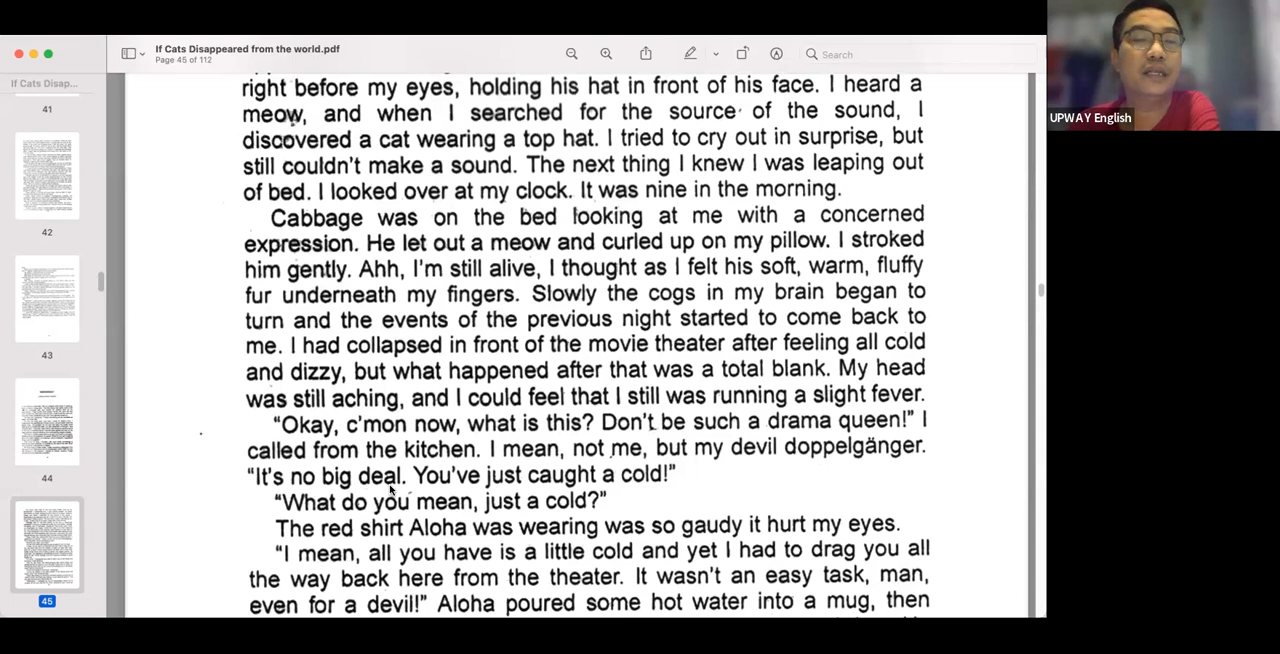 If Cats Disappeared from the world.pdf
Page 45 of 112
Search
If Cats Disap...
41
42
43
44
45
UPWAY English
right before my eyes, holding his hat in front of his face. I heard a
meow, and when I searched for the source of the sound, I
discovered a cat wearing a top hat. I tried to cry out in surprise, but
still couldn't make a sound. The next thing I knew I was leaping out
of bed. I looked over at my clock. It was nine in the morning.
Cabbage was on the bed looking at me with a concerned
expression. He let out a meow and curled up on my pillow. I stroked
him gently. Ahh, I'm still alive, I thought as I felt his soft, warm, fluffy
fur underneath my fingers. Slowly the cogs in my brain began to
turn and the events of the previous night started to come back to
me. I had collapsed in front of the movie theater after feeling all cold
and dizzy, but what happened after that was a total blank. My head
was still aching, and I could feel that I still was running a slight fever.
“Okay, c'mon now, what is this? Don't be such a drama queen!” I
called from the kitchen. I mean, not me, but my devil doppelgänger.
“It's no big deal. You've just caught a cold!”
“What do you mean, just a cold?”
The red shirt Aloha was wearing was so gaudy it hurt my eyes.
“I mean, all you have is a little cold and yet I had to drag you all
the way back here from the theater. It wasn't an easy task, man,
even for a devil!” Aloha poured some hot water into a mug, then